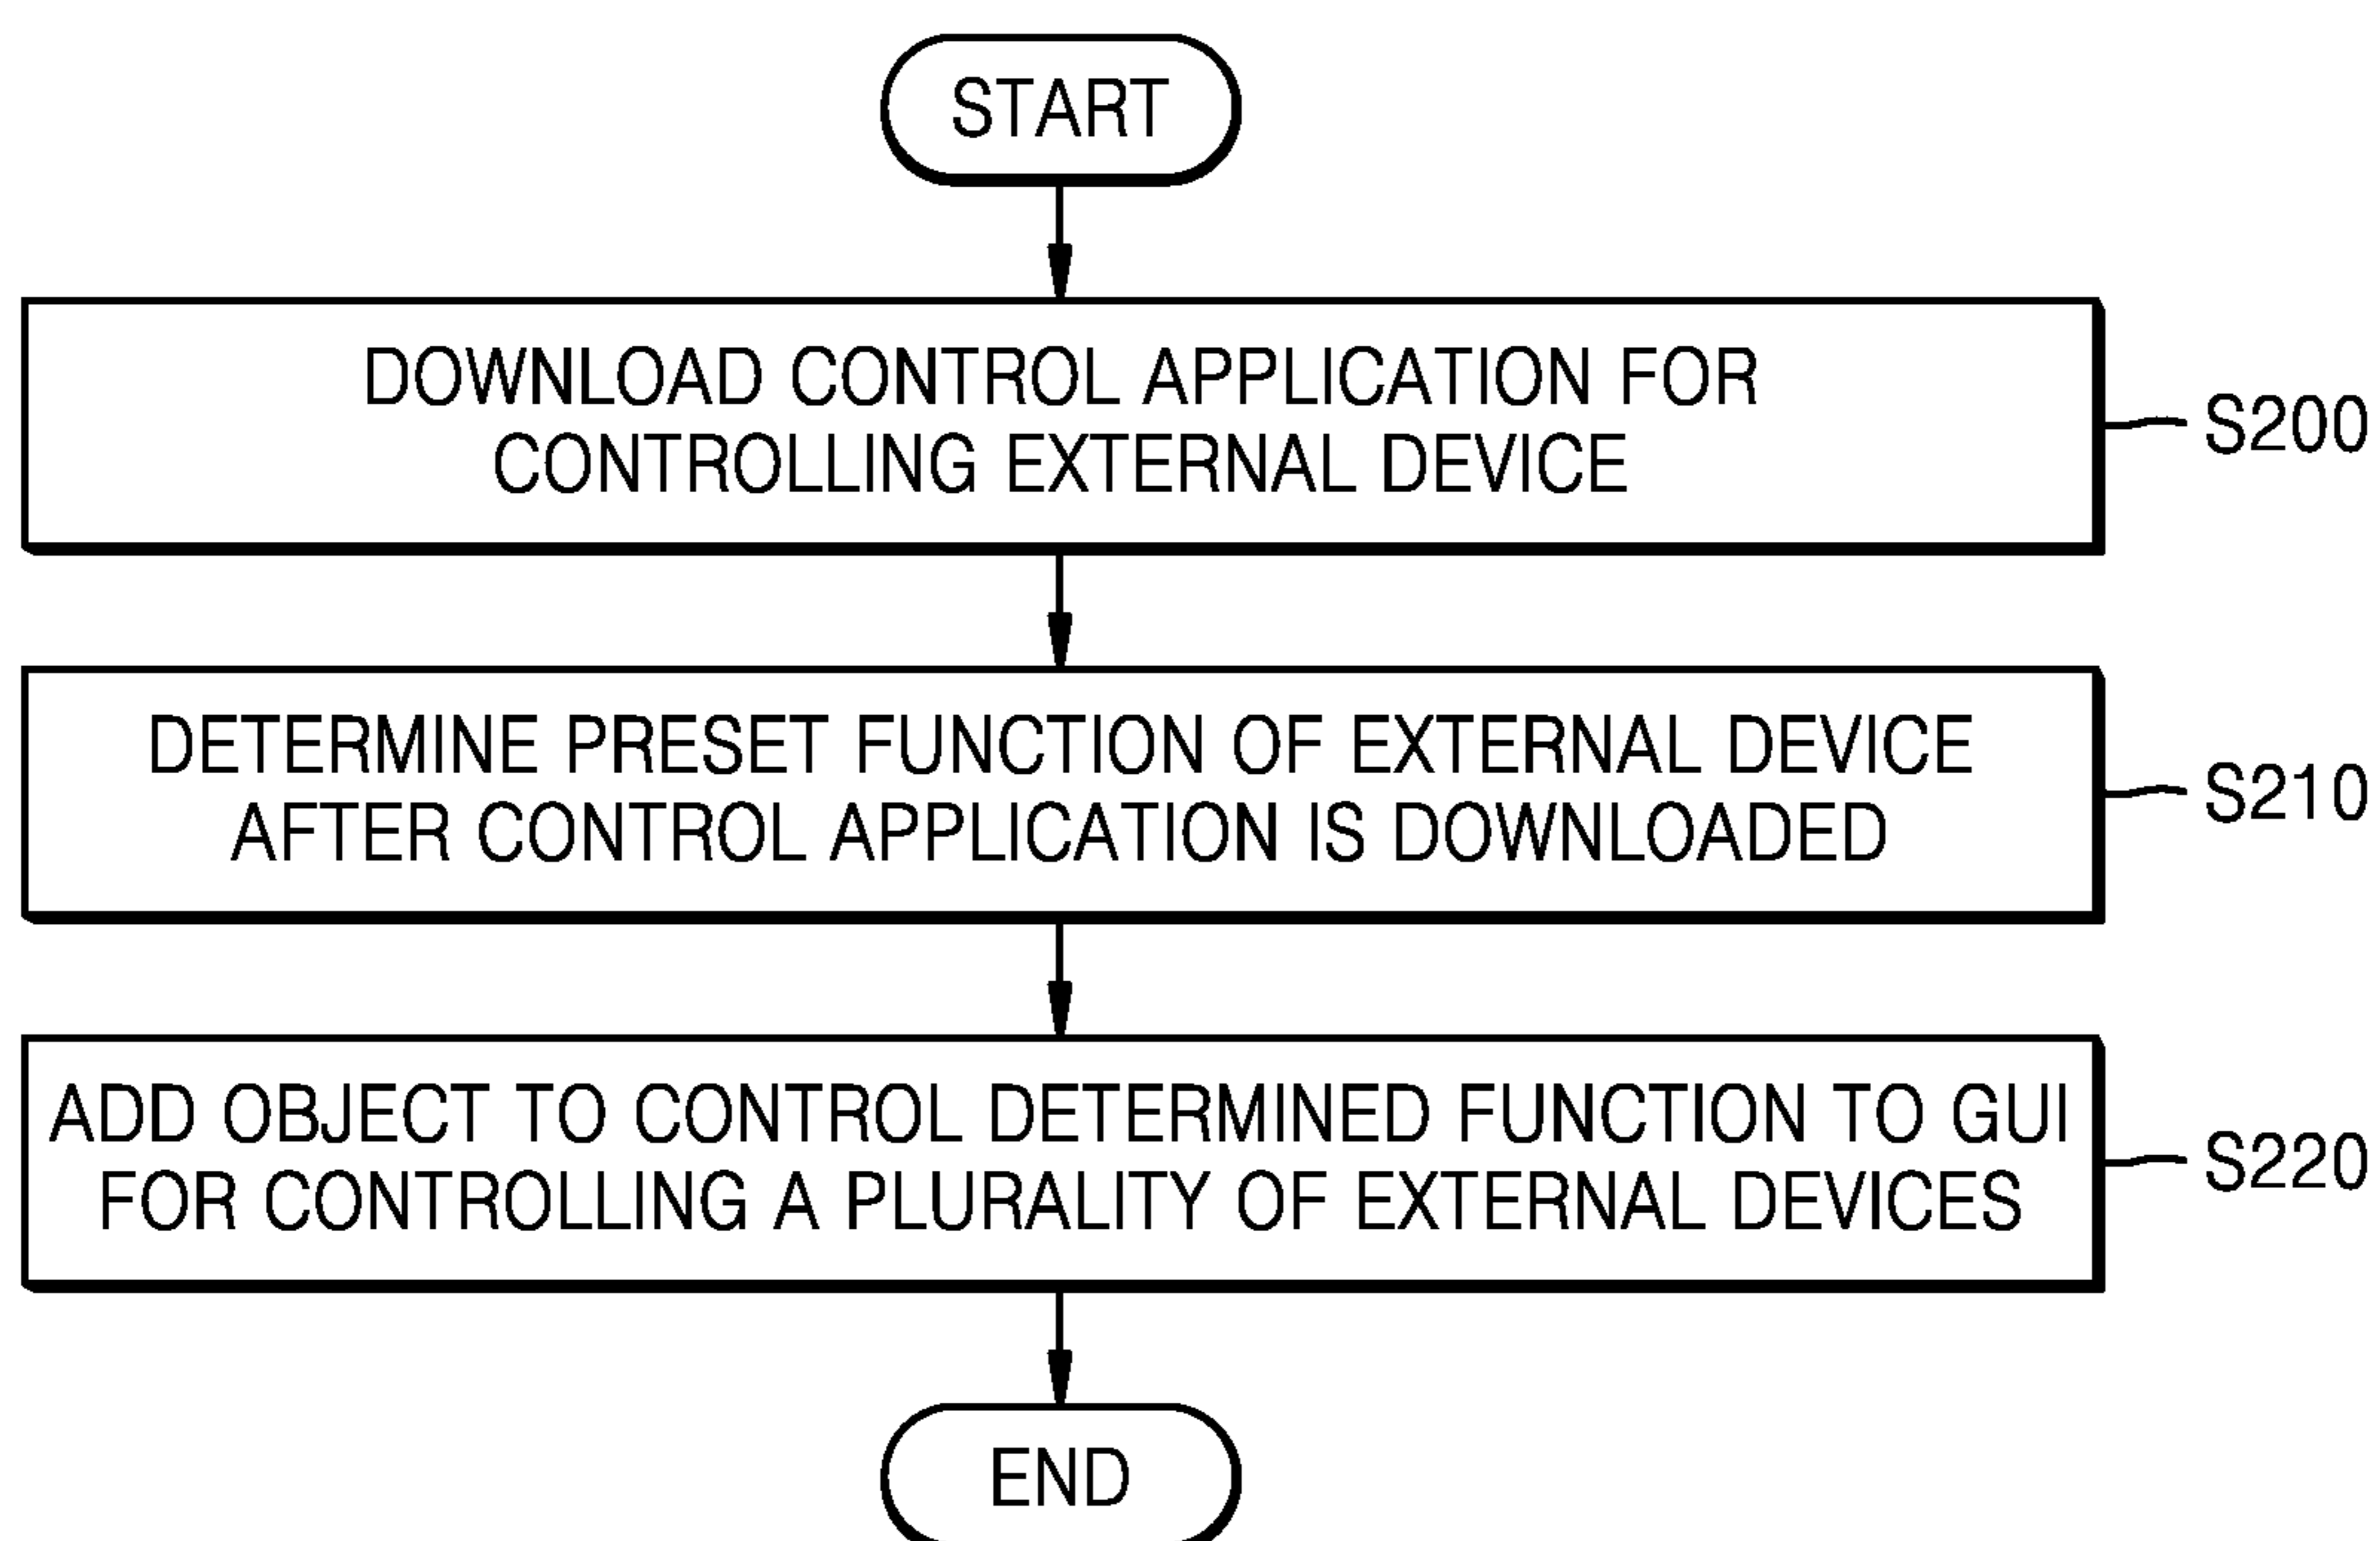 START
DOWNLOAD CONTROL APPLICATION FOR
CONTROLLING EXTERNAL DEVICE
S200
DETERMINE PRESET FUNCTION OF EXTERNAL DEVICE
AFTER CONTROL APPLICATION IS DOWNLOADED
S210
ADD OBJECT TO CONTROL DETERMINED FUNCTION TO GUI
FOR CONTROLLING A PLURALITY OF EXTERNAL DEVICES
S220
END